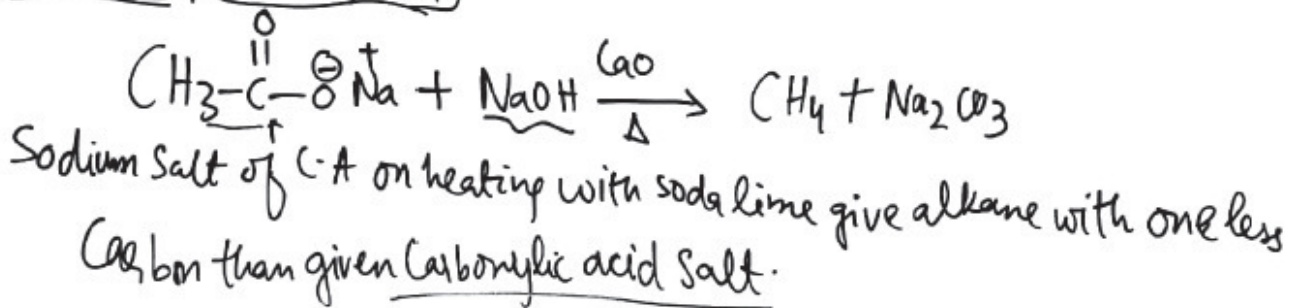 O
||
CH3-C-O⊖ Na+ + NaOH CaO → Δ CH4 + Na2CO3
Sodium Salt of C-A on heating with soda lime give alkane with one less
Carbon than given Carbonylic acid Salt.